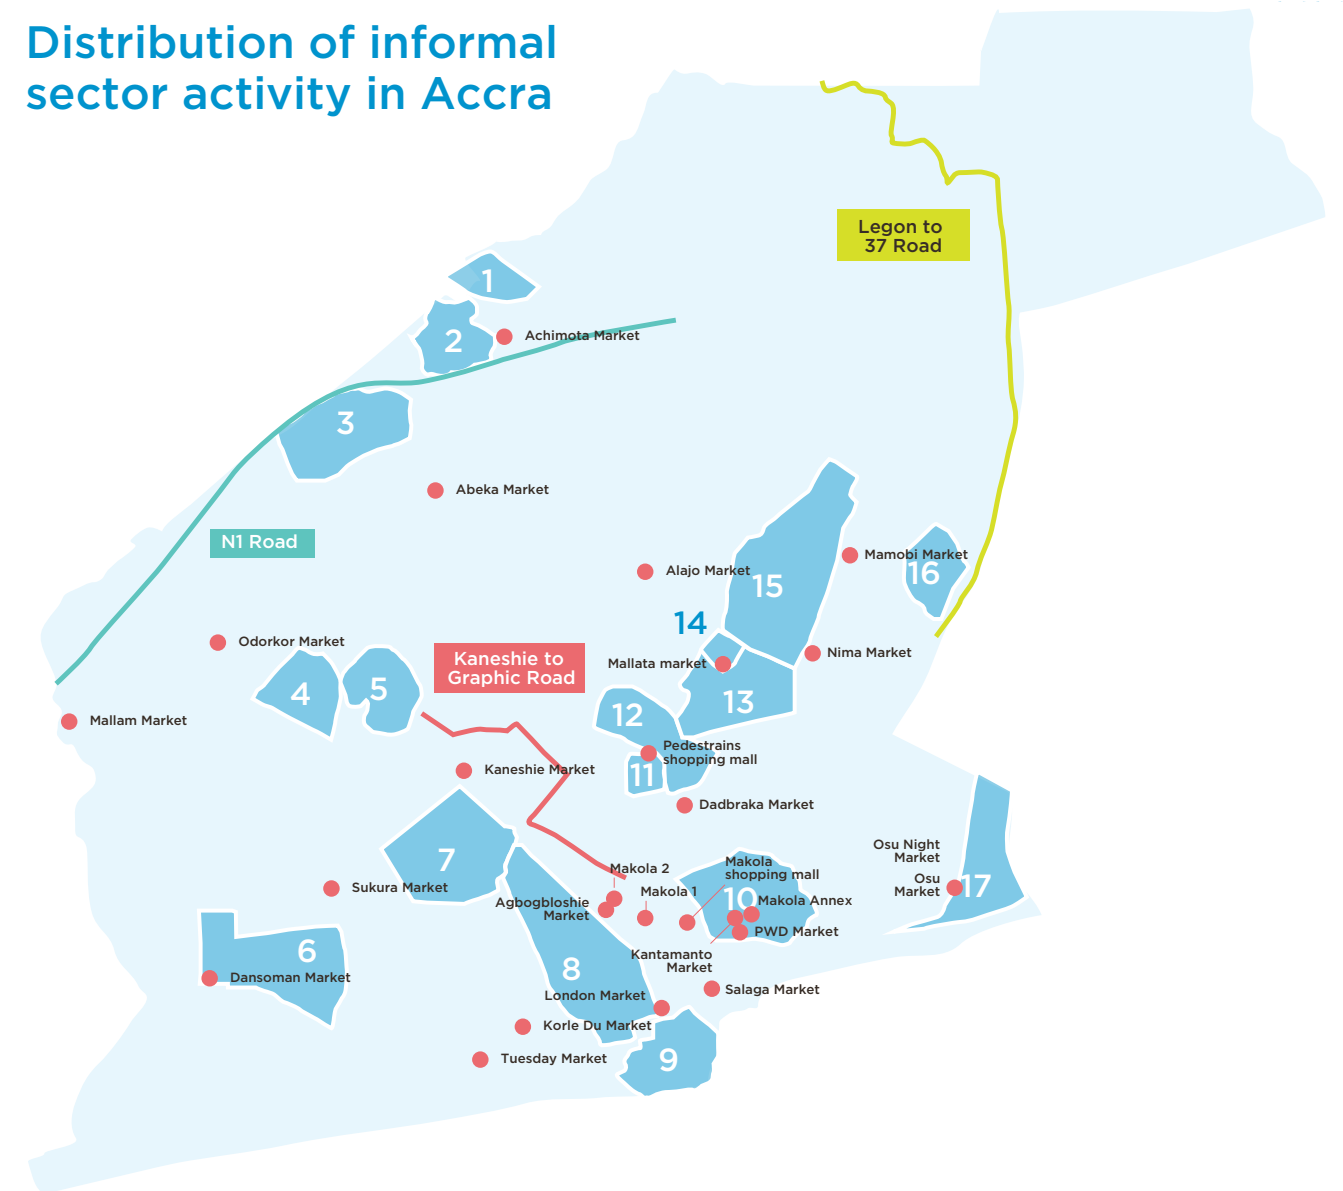 Distribution of informal
sector activity in Accra
Legon to
37 Road
1
2
Achimota Market
3
Abeka Market
N1 Road
Mamobi Market
Alajo Market
16
15
14
Odorkor Market
Kaneshie to
Graphic Road
Nima Market
Mallata market
4
5
13
12
Mallam Market
Pedestrains
shopping mall
Kaneshie Market
11
Dadbraka Market
Osu Night
Market
7
Makola 2
Makola
shopping mall
Osu
Market
17
Sukura Market
Makola 1
10
Makola Annex
Agbogbloshie
Market
PWD Market
6
Kantamanto
Market
8
Dansoman Market
Salaga Market
London Market
Korle Du Market
Tuesday Market
9